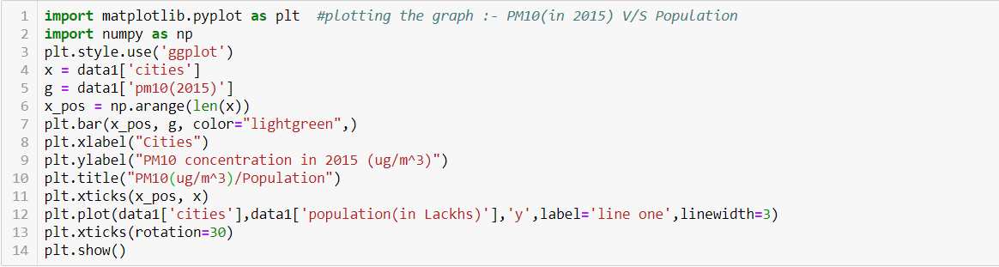 1 import matplotlib.pyplot as plt  #plotting the graph :- PM10(in 2015) V/S Population
2 import numpy as np
3 plt.style.use('ggplot')
4 x = data1['cities']
5 g = data1['pm10(2015)']
6 x_pos = np.arange(len(x))
7 plt.bar(x_pos, g, color="lightgreen",)
8 plt.xlabel("Cities")
9 plt.ylabel("PM10 concentration in 2015 (ug/m^3)")
10 plt.title("PM10(ug/m^3)/Population")
11 plt.xticks(x_pos, x)
12 plt.plot(data1['cities'],data1['population(in Lackhs)'],'y',label='line one',linewidth=3)
13 plt.xticks(rotation=30)
14 plt.show()